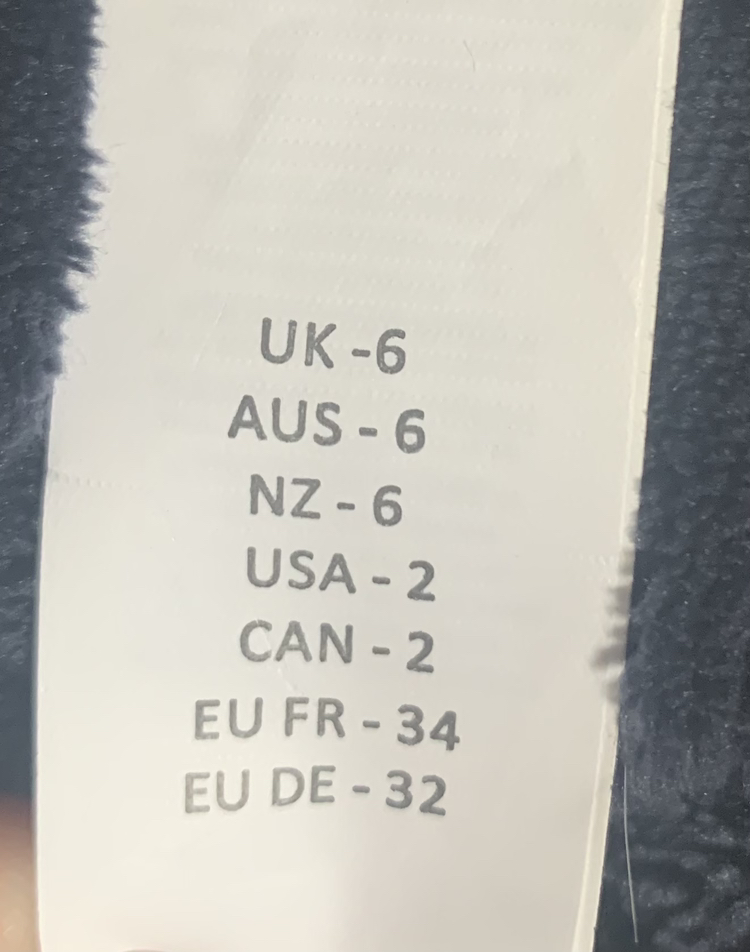 UK -6
AUS - 6
NZ - 6
USA - 2
CAN - 2
EU FR - 34
EU DE - 32